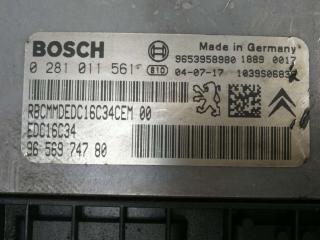 BOSCH
Made in Germany
9653958980 1889 0017
0 281 011 561
B10
04-07-17
RBCMMDEDC16C34CEM 00
EDC16C34
96 569 747 80